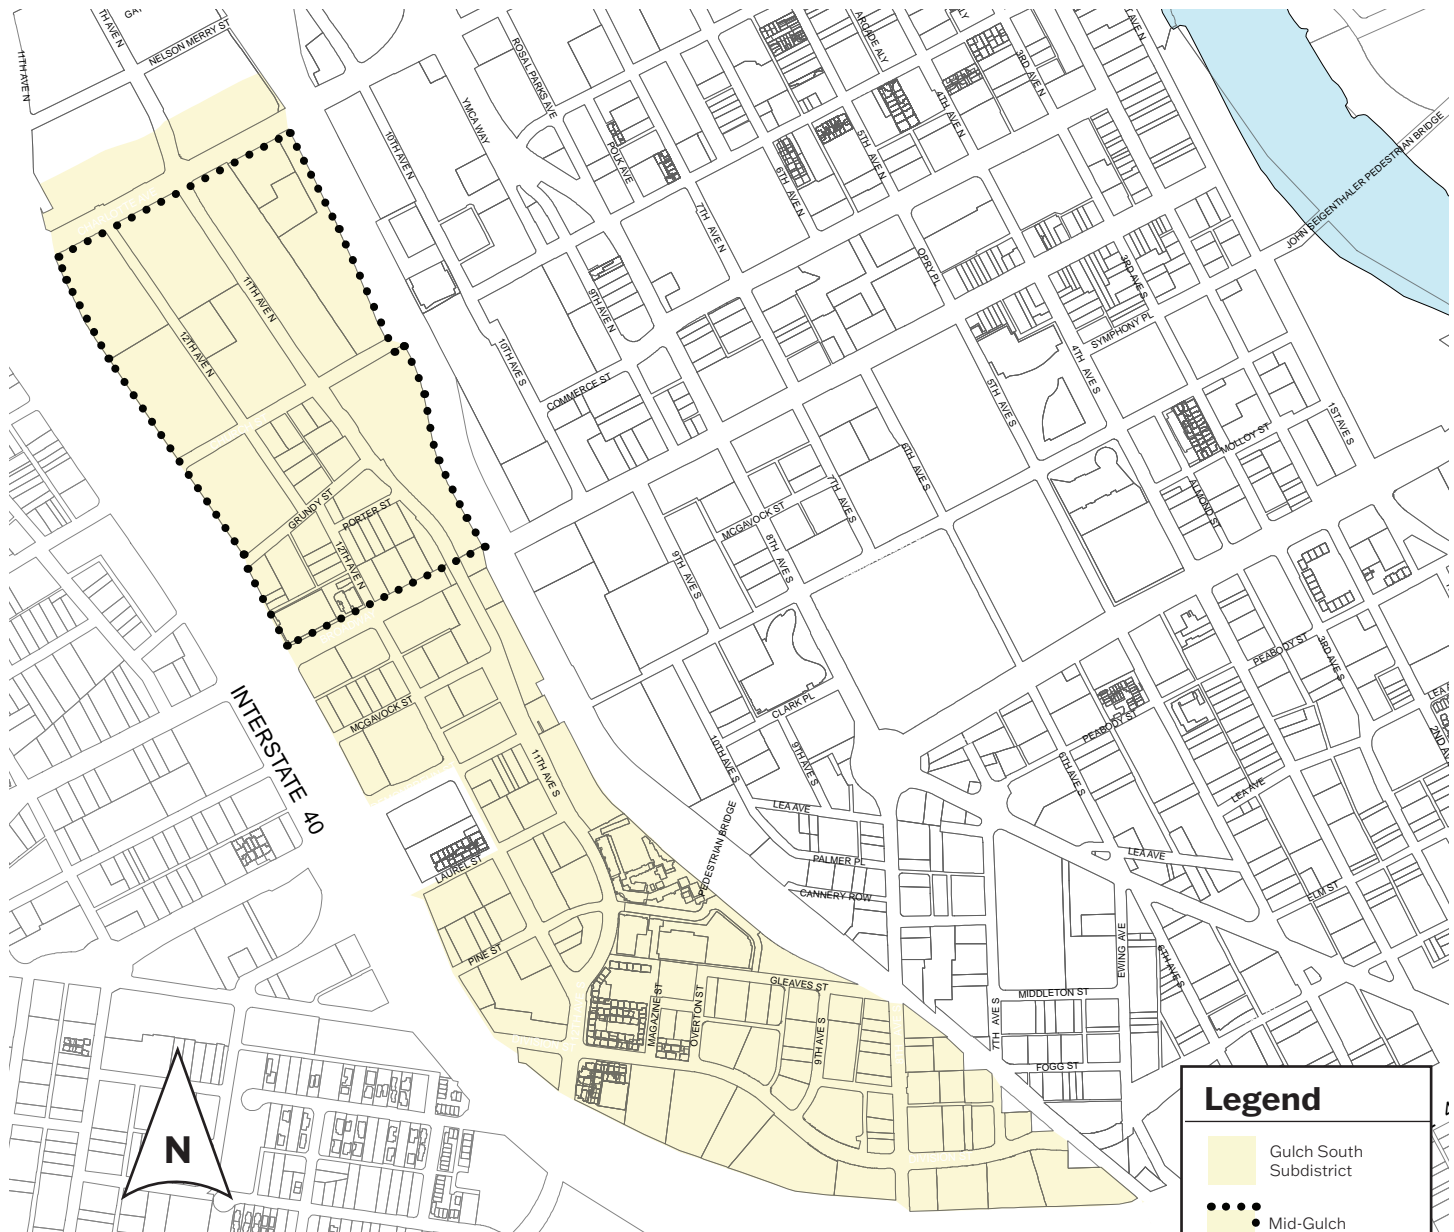 11TH AVE N
NELSON MERRY ST
ROSA L PARKS AVE
YMCA WAY
10TH AVE N
POLK AVE
ARCADE ALY
3RD AVE N
4TH AVE N
5TH AVE N
6TH AVE N
7TH AVE N
JOHN SEIGENTHALER PEDESTRIAN BRIDGE
OPRY PL
3RD AVE S
SYMPHONY PL
4TH AVE S
5TH AVE S
1ST AVE S
MOLLOY ST
ALMOND ST
11TH AVE N
12TH AVE N
9TH AVE N
10TH AVE S
COMMERCE ST
6TH AVE S
7TH AVE S
MCGAVOCK ST
8TH AVE S
9TH AVE S
GRUNDY ST
PORTER ST
12TH AVE N
MCGAVOCK ST
INTERSTATE 40
11TH AVE S
LAUREL ST
PINE ST
CLARK PL
10TH AVE S
9TH AVE S
PEDESTRIAN BRIDGE
LEA AVE
PALMER PL
CANNERY ROW
PEABODY ST
3RD AVE S
PEABODY ST
6TH AVE S
LEA AVE
LEA AVE
ELM ST
EWING AVE
6TH AVE S
MIDDLETON ST
7TH AVE S
FOGG ST
GLEAVES ST
MAGAZINE ST
OVERTON ST
9TH AVE S
N
Legend
Gulch South
Subdistrict
Mid-Gulch